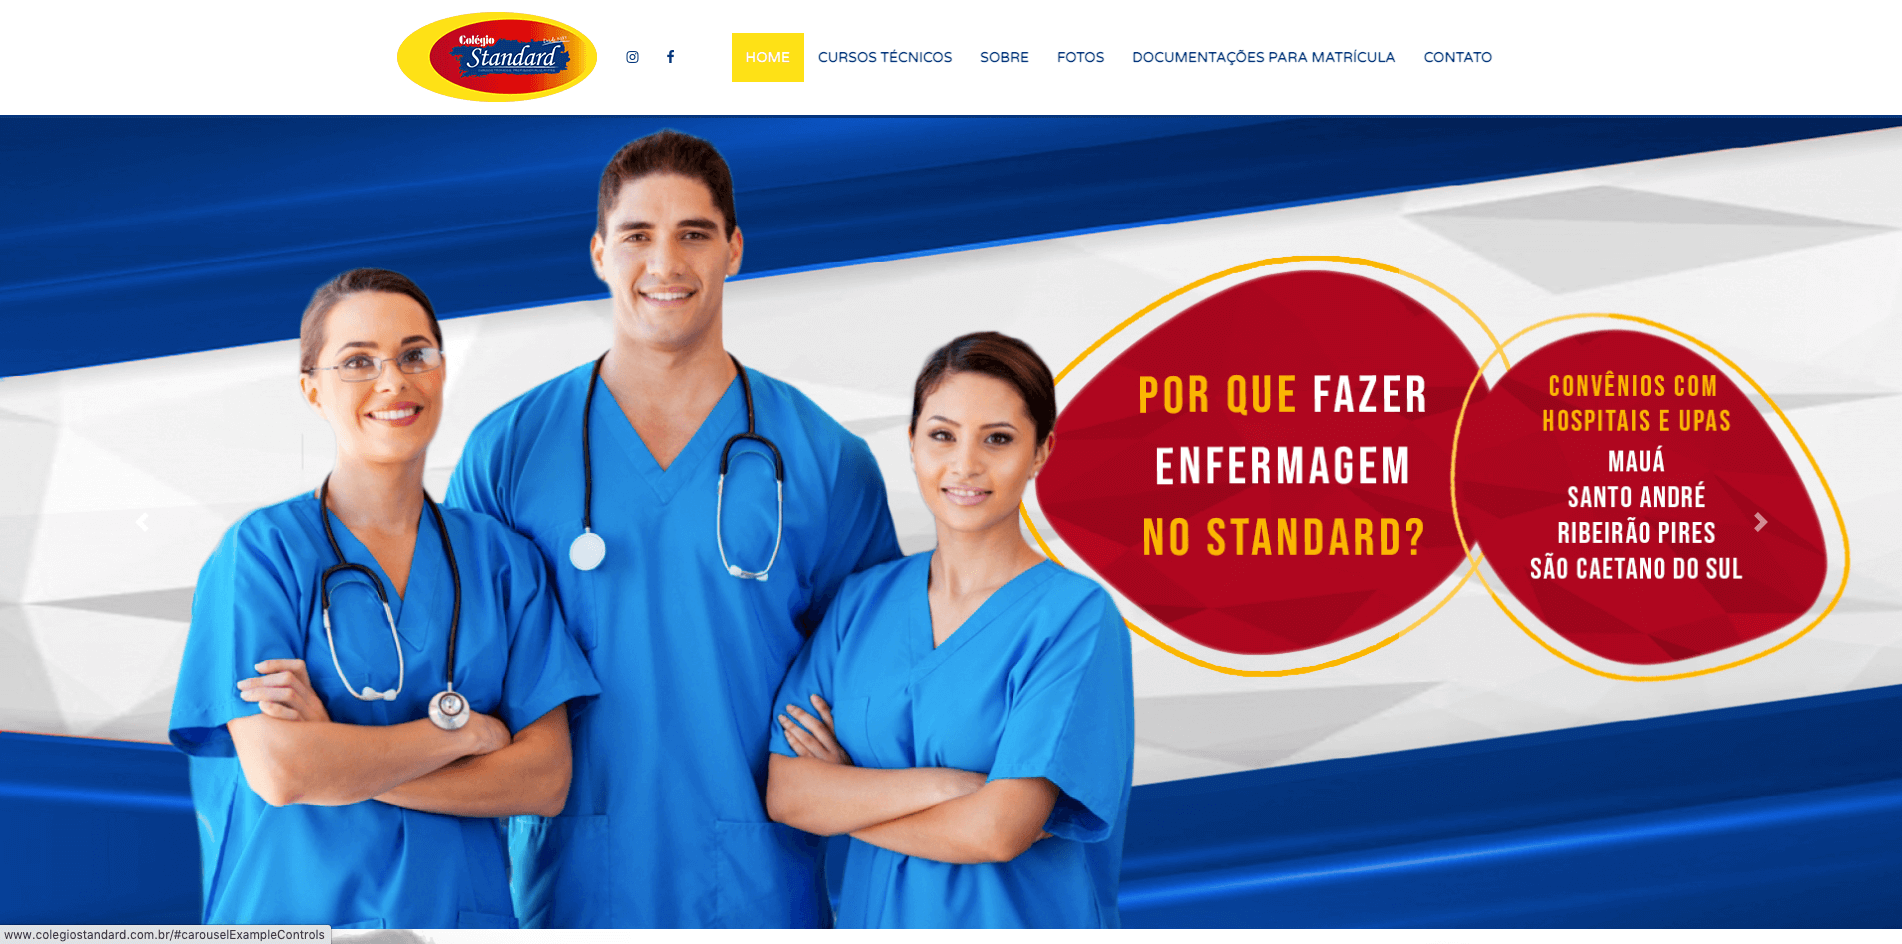 Colégio
Standard
HOME
CURSOS TÉCNICOS
SOBRE
FOTOS
DOCUMENTAÇÕES PARA MATRÍCULA
CONTATO
POR QUE FAZER
ENFERMAGEM
NO STANDARD?
CONVÊNIOS COM
HOSPITAIS E UPAS
MAUÁ
SANTO ANDRÉ
RIBEIRÃO PIRES
SÃO CAETANO DO SUL
www.colegiostandard.com.br/#carouselExampleControls